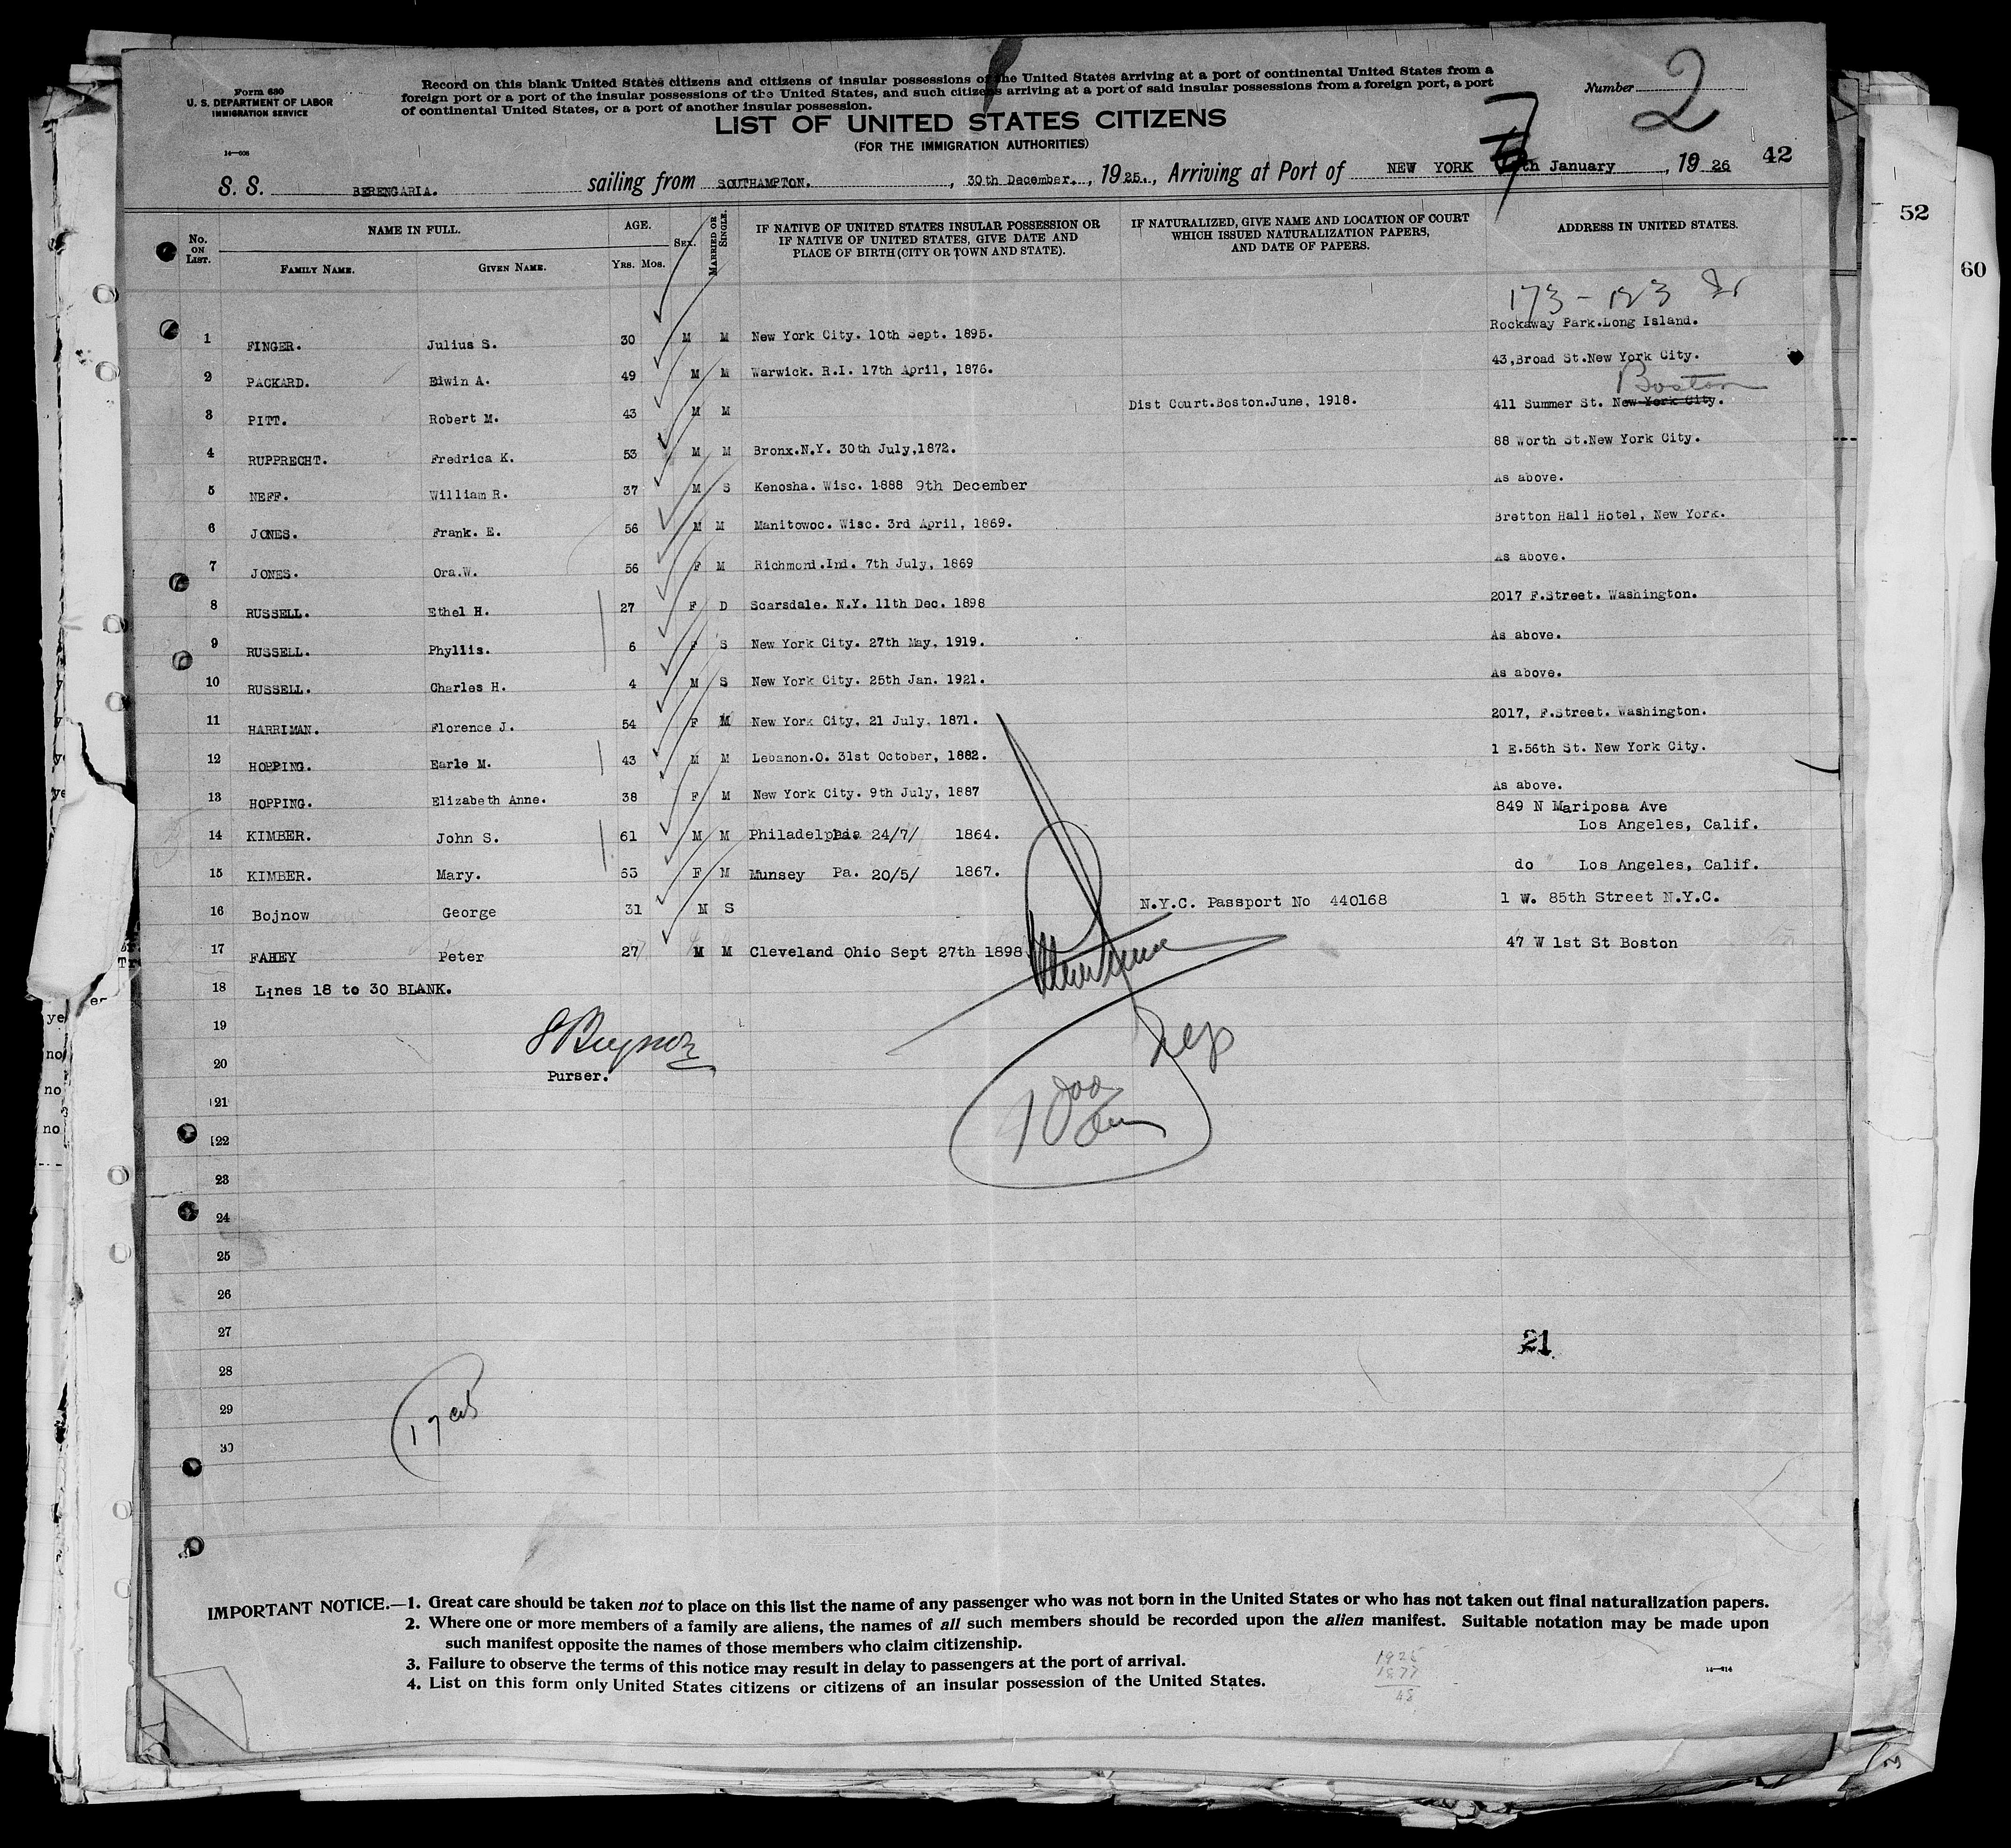 Form 630
U. S. DEPARTMENT OF LABOR
IMMIGRATION SERVICE
14—608
Record on this blank United States citizens and citizens of insular possessions of the United States arriving at a port of continental United States from a
foreign port or a port of the insular possessions of the United States, and such citizens arriving at a port of said insular possessions from a foreign port, a port
of continental United States, or a port of another insular possession.
Number 2
LIST OF UNITED STATES CITIZENS
(FOR THE IMMIGRATION AUTHORITIES)
S. S. BERENGARIA. sailing from SOUTHAMPTON., 30th December., 1925., Arriving at Port of NEW YORK 7th January, 1926 42
52
60
No. ON LIST. NAME IN FULL. AGE. SEX. MARRIED OR SINGLE. IF NATIVE OF UNITED STATES INSULAR POSSESSION OR IF NATIVE OF UNITED STATES, GIVE DATE AND PLACE OF BIRTH (CITY OR TOWN AND STATE). IF NATURALIZED, GIVE NAME AND LOCATION OF COURT WHICH ISSUED NATURALIZATION PAPERS, AND DATE OF PAPERS. ADDRESS IN UNITED STATES.
FAMILY NAME. GIVEN NAME. YRS. MOS.
173 - 123 St
1 FINGER. Julius S. 30 M M New York City. 10th Sept. 1895. Rockaway Park.Long Island.
2 PACKARD. Edwin A. 49 M M Warwick. R.I. 17th April, 1876. 43,Broad St.New York City.
Boston
3 PITT. Robert M. 43 M M Dist Court.Boston.June, 1918. 411 Summer St. New York City.
4 RUPPRECHT. Fredrica K. 53 M M Bronx.N.Y. 30th July,1872. 88 Worth St.New York City.
5 NEFF. William R. 37 M S Kenosha. Wisc. 1888 9th December As above.
6 JONES. Frank. E. 56 M M Manitowoc. Wisc. 3rd April, 1869. Bretton Hall Hotel, New York.
7 JONES. Ora.W. 56 F M Richmond.Ind. 7th July, 1869 As above.
8 RUSSELL. Ethel H. 27 F D Scarsdale. N.Y. 11th Dec. 1898 2017 F.Street. Washington.
9 RUSSELL. Phyllis. 6 F S New York City. 27th May, 1919. As above.
10 RUSSELL. Charles H. 4 M S New York City. 25th Jan. 1921. As above.
11 HARRIMAN. Florence J. 54 F M New York City, 21 July. 1871. 2017, F.Street. Washington.
12 HOPPING. Earle M. 43 M M Lebanon.O. 31st October, 1882. 1 E.56th St. New York City.
13 HOPPING. Elizabeth Anne. 38 F M New York City. 9th July, 1887 As above.
849 N Mariposa Ave
14 KIMBER. John S. 61 M M Philadelphia 24/7/ 1864. Los Angeles, Calif.
15 KIMBER. Mary. F M Munsey Pa. 20/5/ 1867. do Los Angeles, Calif.
16 Bojnow George 31 M S N.Y.C. Passport No 440168 1 W. 85th Street N.Y.C.
17 FAHEY Peter 27 M M Cleveland Ohio Sept 27th 1898 47 W 1st St Boston
18 Lines 18 to 30 BLANK.
19
20
Purser.
21
22
23
24
25
26
27
21
28
29
30
IMPORTANT NOTICE.—1. Great care should be taken not to place on this list the name of any passenger who was not born in the United States or who has not taken out final naturalization papers.
2. Where one or more members of a family are aliens, the names of all such members should be recorded upon the alien manifest. Suitable notation may be made upon
such manifest opposite the names of those members who claim citizenship.
3. Failure to observe the terms of this notice may result in delay to passengers at the port of arrival.
4. List on this form only United States citizens or citizens of an insular possession of the United States.
1925
1877
48
14—614
ye
no
no
no